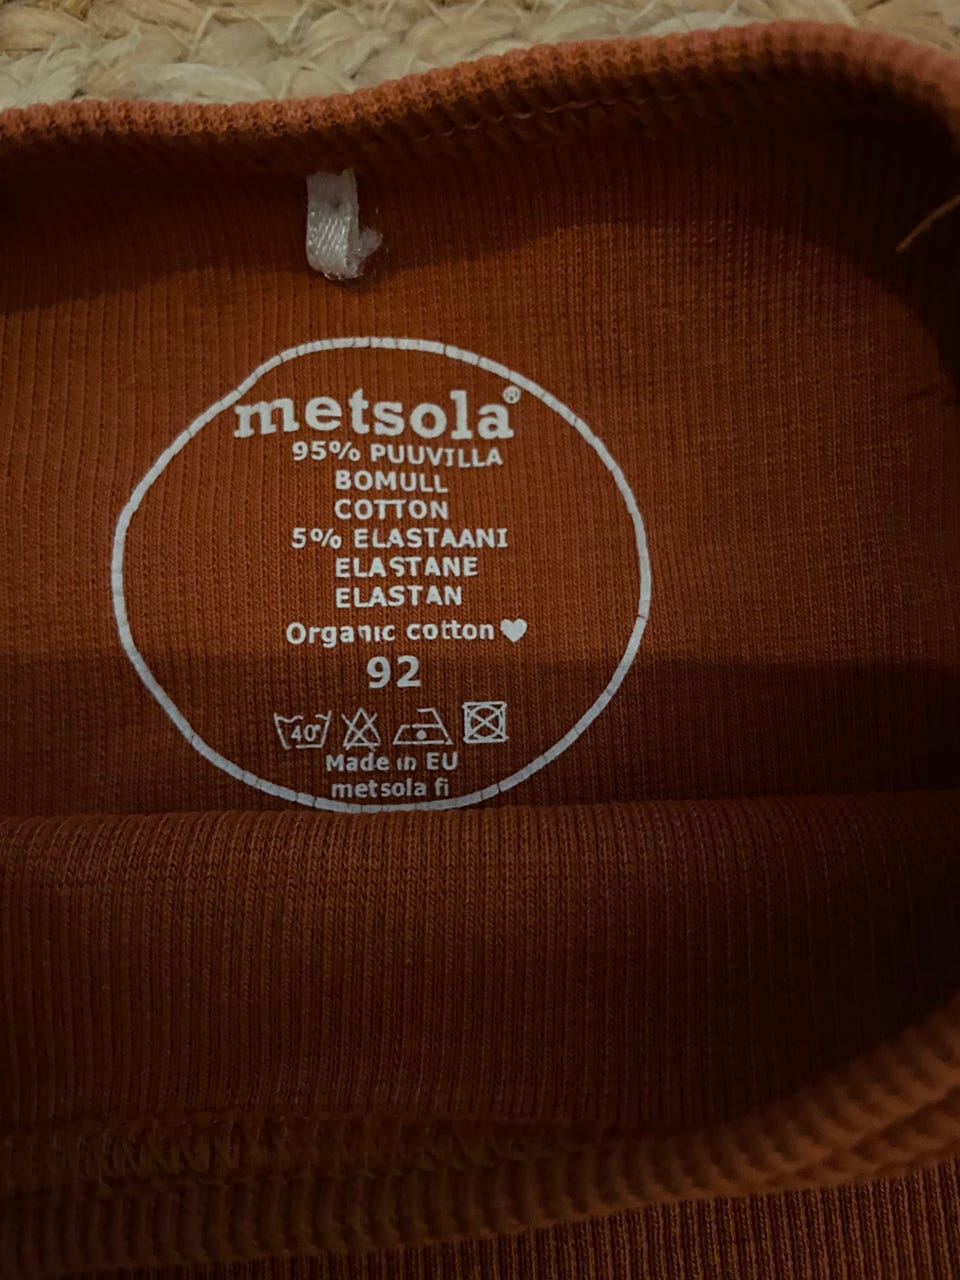 metsola®
95% PUUVILLA
BOMULL
COTTON
5% ELASTAANI
ELASTANE
ELASTAN
Organic cotton ♥
92
40°
Made in EU
metsola fi